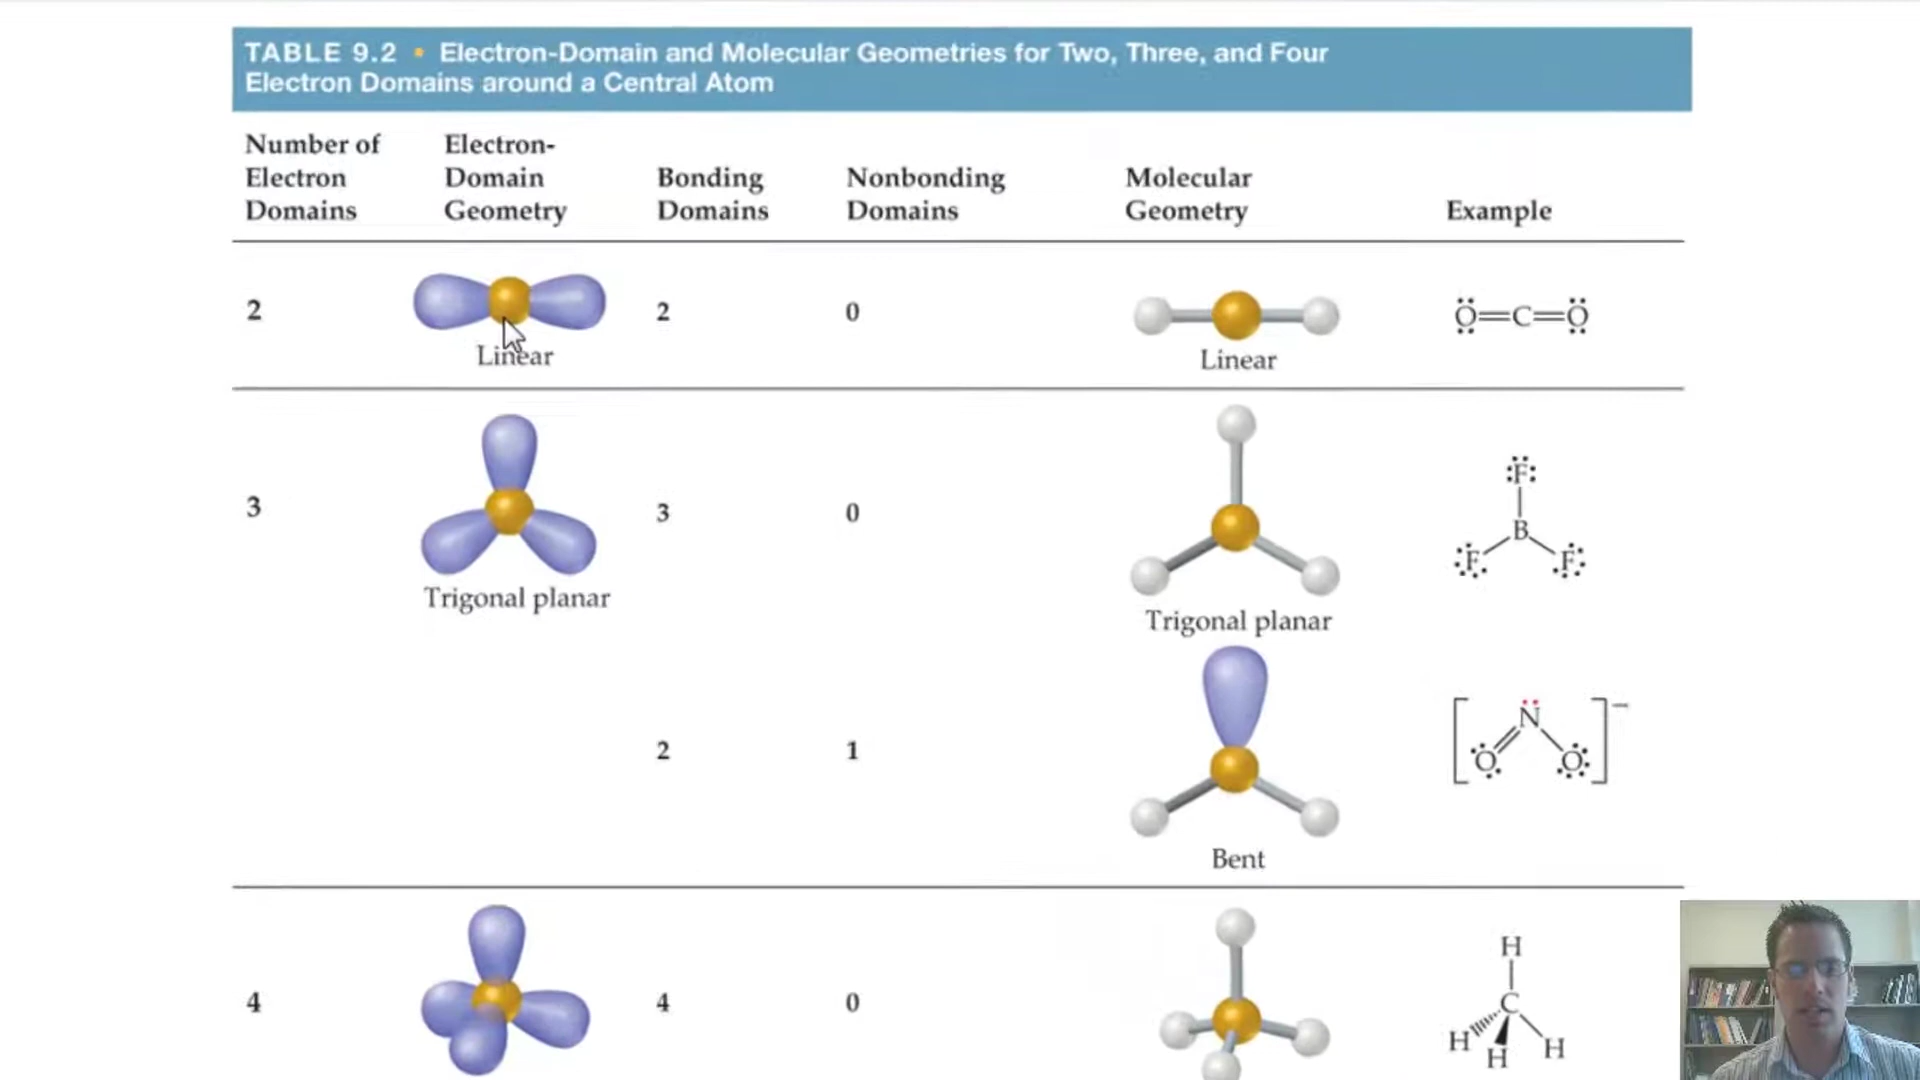 TABLE 9.2 • Electron-Domain and Molecular Geometries for Two, Three, and Four
Electron Domains around a Central Atom
Number of
Electron
Domains
Electron-
Domain
Geometry
Bonding
Domains
Nonbonding
Domains
Molecular
Geometry
Example
2
Linear
2
0
Linear
Ö=C=Ö
3
Trigonal planar
3
0
Trigonal planar
F
B
F F
2
1
Bent
[O=N-O]−
4
4
0
H
C
H H H